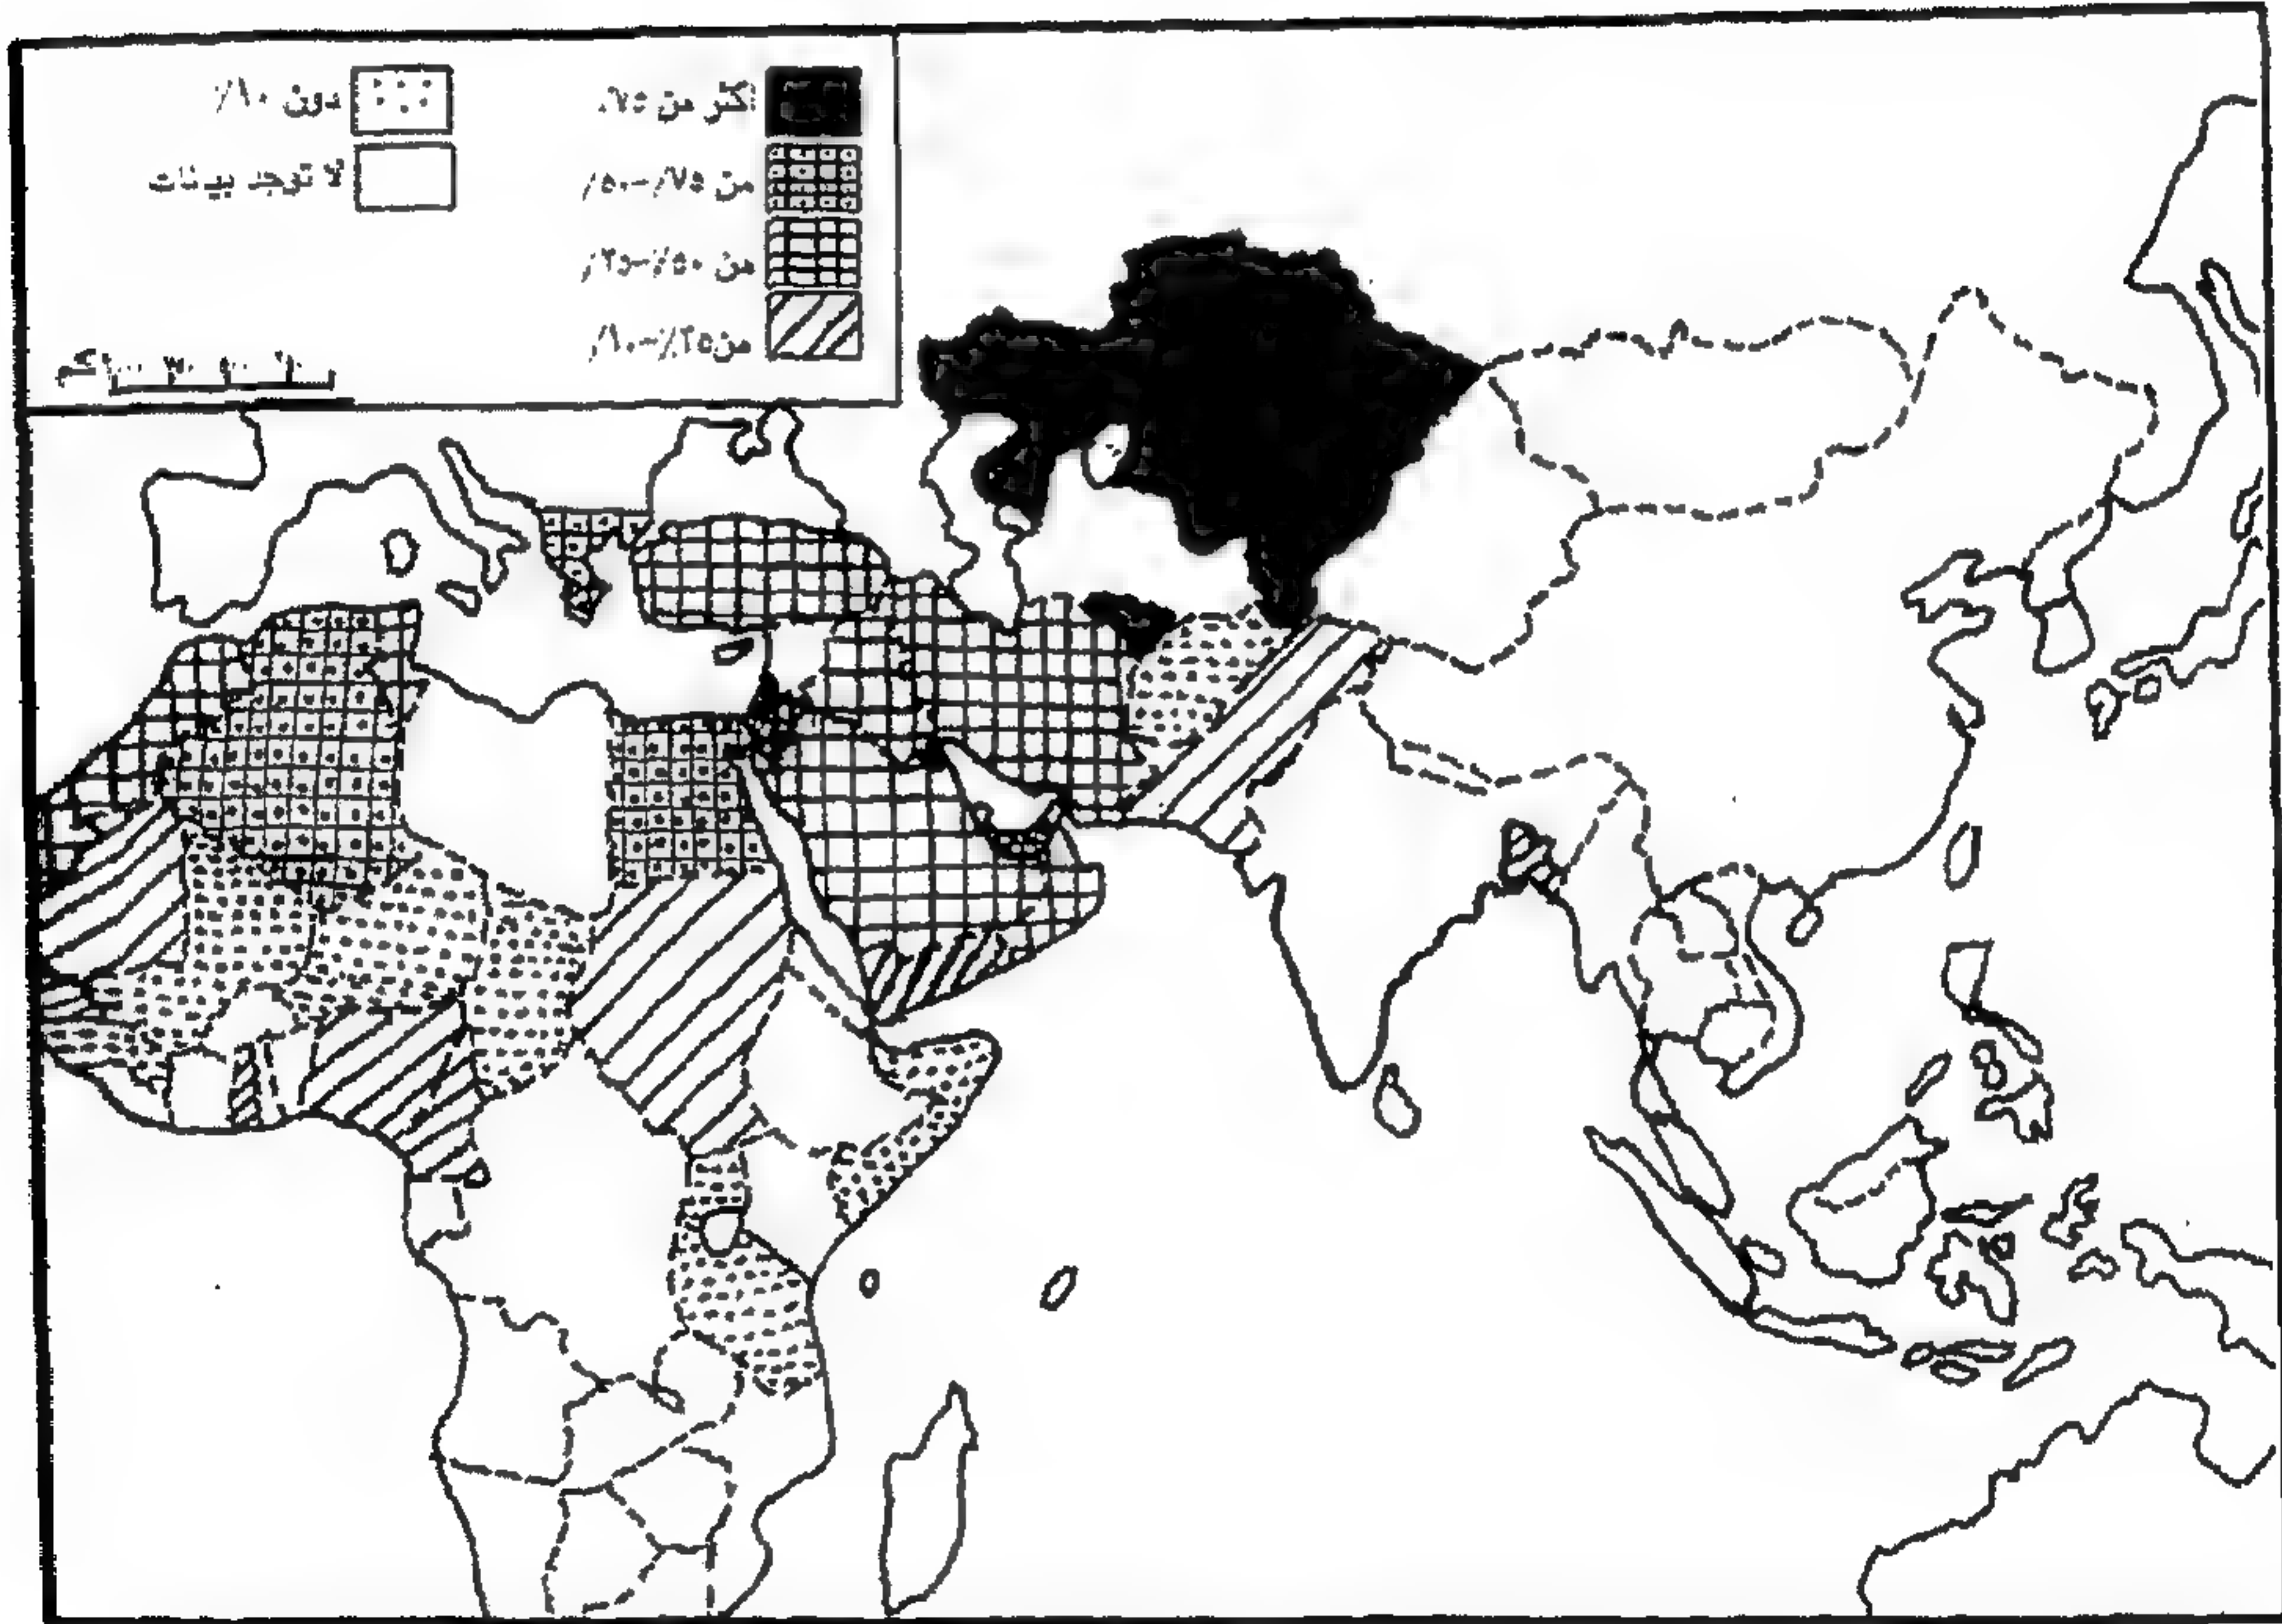 أكثر من ٧٥٪
من ٧٥٪-٥٠٪
من ٥٠٪-٢٥٪
من ٢٥٪-١٠٪
دون ١٠٪
لا توجد بيانات